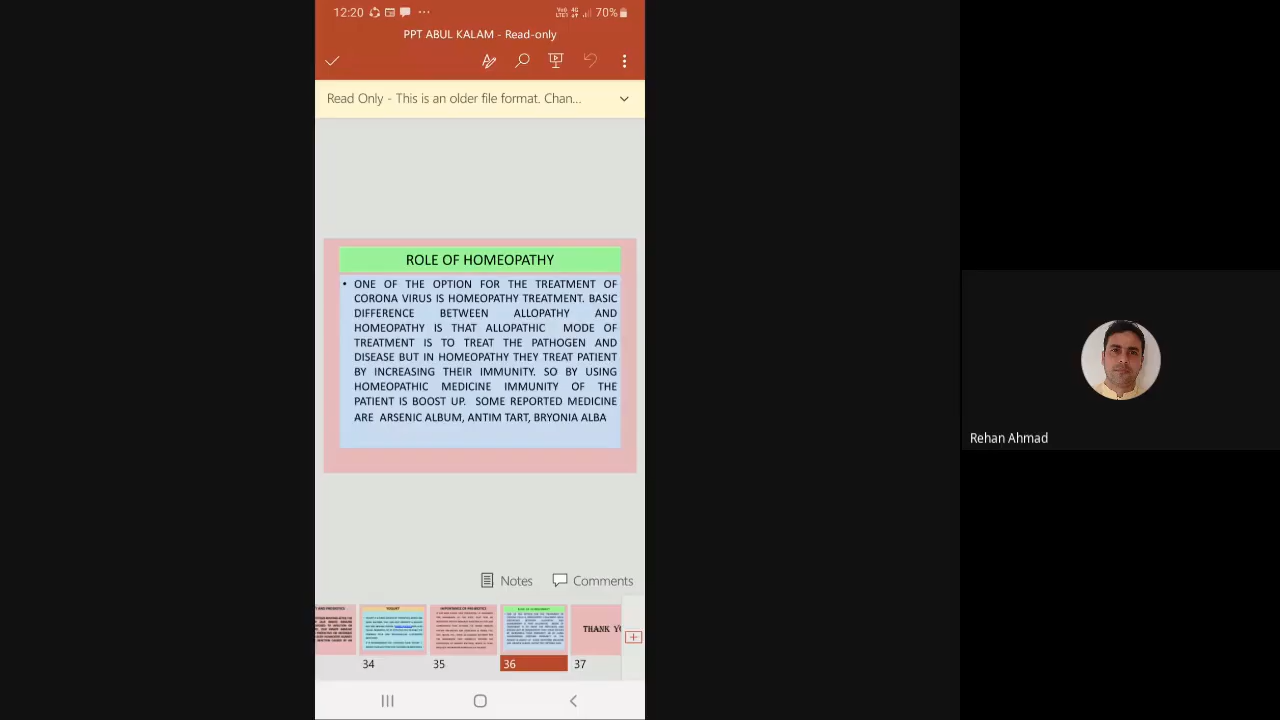 12:20
VoLTE1 4G 70%
PPT ABUL KALAM - Read-only
Read Only - This is an older file format. Chan...
ROLE OF HOMEOPATHY
• ONE OF THE OPTION FOR THE TREATMENT OF
CORONA VIRUS IS HOMEOPATHY TREATMENT. BASIC
DIFFERENCE BETWEEN ALLOPATHY AND
HOMEOPATHY IS THAT ALLOPATHIC MODE OF
TREATMENT IS TO TREAT THE PATHOGEN AND
DISEASE BUT IN HOMEOPATHY THEY TREAT PATIENT
BY INCREASING THEIR IMMUNITY. SO BY USING
HOMEOPATHIC MEDICINE IMMUNITY OF THE
PATIENT IS BOOST UP. SOME REPORTED MEDICINE
ARE ARSENIC ALBUM, ANTIM TART, BRYONIA ALBA
Rehan Ahmad
Notes
Comments
THANK YO
34
35
36
37